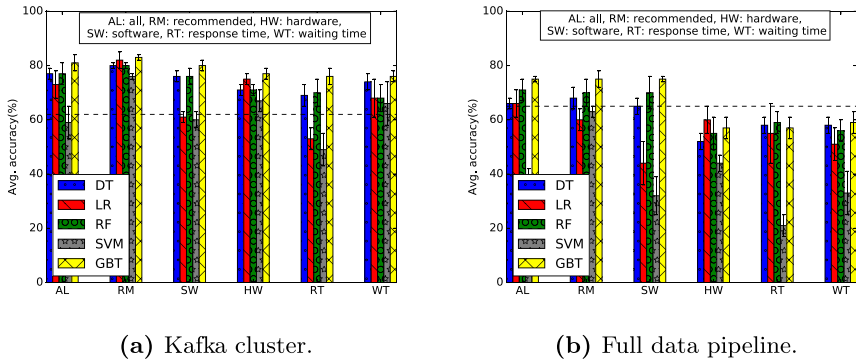 AL: all, RM: recommended, HW: hardware,
SW: software, RT: response time, WT: waiting time
Avg. accuracy(%)
100
80
60
40
20
0
DT
LR
RF
SVM
GBT
AL RM SW HW RT WT
(a) Kafka cluster.
AL: all, RM: recommended, HW: hardware,
SW: software, RT: response time, WT: waiting time
Avg. accuracy(%)
100
80
60
40
20
0
DT
LR
RF
SVM
GBT
AL RM SW HW RT WT
(b) Full data pipeline.